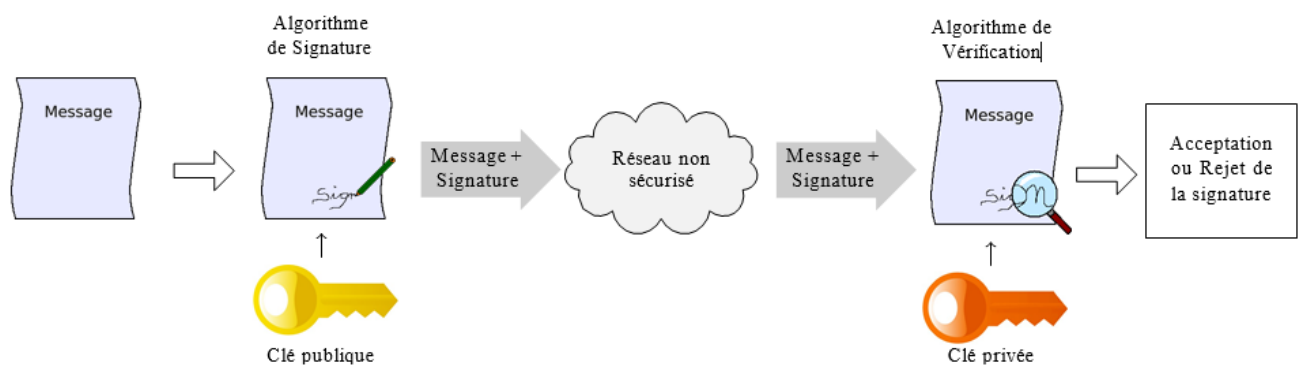 Algorithme
de Signature
Algorithme de
Vérification
Message
Message
Sign
Message +
Signature
Réseau non
sécurisé
Message +
Signature
Message
Acceptation
ou Rejet de
la signature
Clé publique
Clé privée